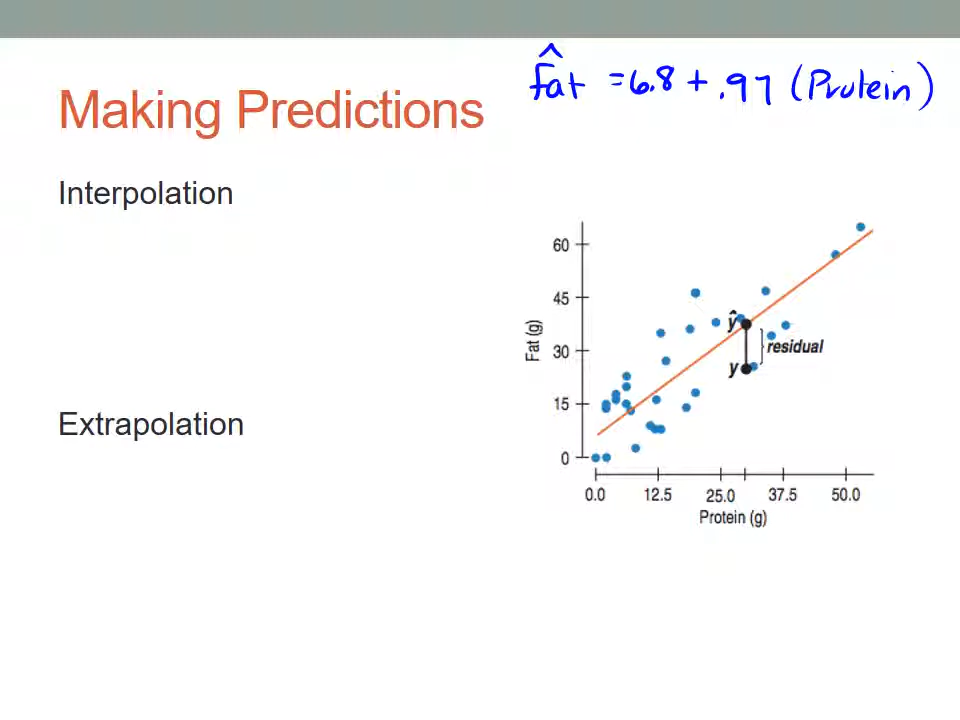 f̂at = 6.8 + .97 (Protein)
Making Predictions
Interpolation
Extrapolation
60
45
30
15
0
Fat (g)
ŷ
y
residual
0.0 12.5 25.0 37.5 50.0
Protein (g)